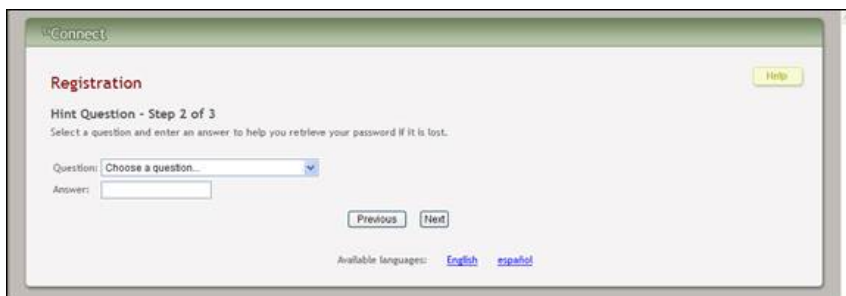 Connect
Registration
Help
Hint Question - Step 2 of 3
Select a question and enter an answer to help you retrieve your password if it is lost.
Question: Choose a question...
Answer:
Previous Next
Available languages: English español